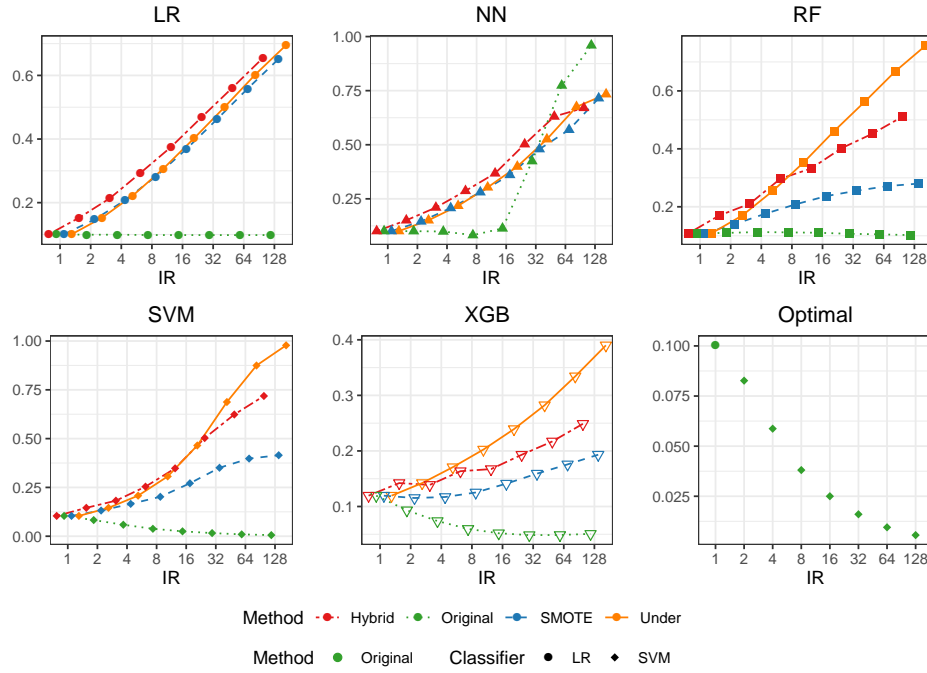 LR
NN
RF
0.6
0.4
0.2
1.00
0.75
0.50
0.25
0.6
0.4
0.2
1 2 4 8 16 32 64 128
1 2 4 8 16 32 64 128
1 2 4 8 16 32 64 128
IR
IR
IR
SVM
XGB
Optimal
1.00
0.75
0.50
0.25
0.00
0.4
0.3
0.2
0.1
0.100
0.075
0.050
0.025
1 2 4 8 16 32 64 128
1 2 4 8 16 32 64 128
1 2 4 8 16 32 64 128
IR
IR
IR
Method Hybrid Original SMOTE Under
Method Original Classifier LR SVM